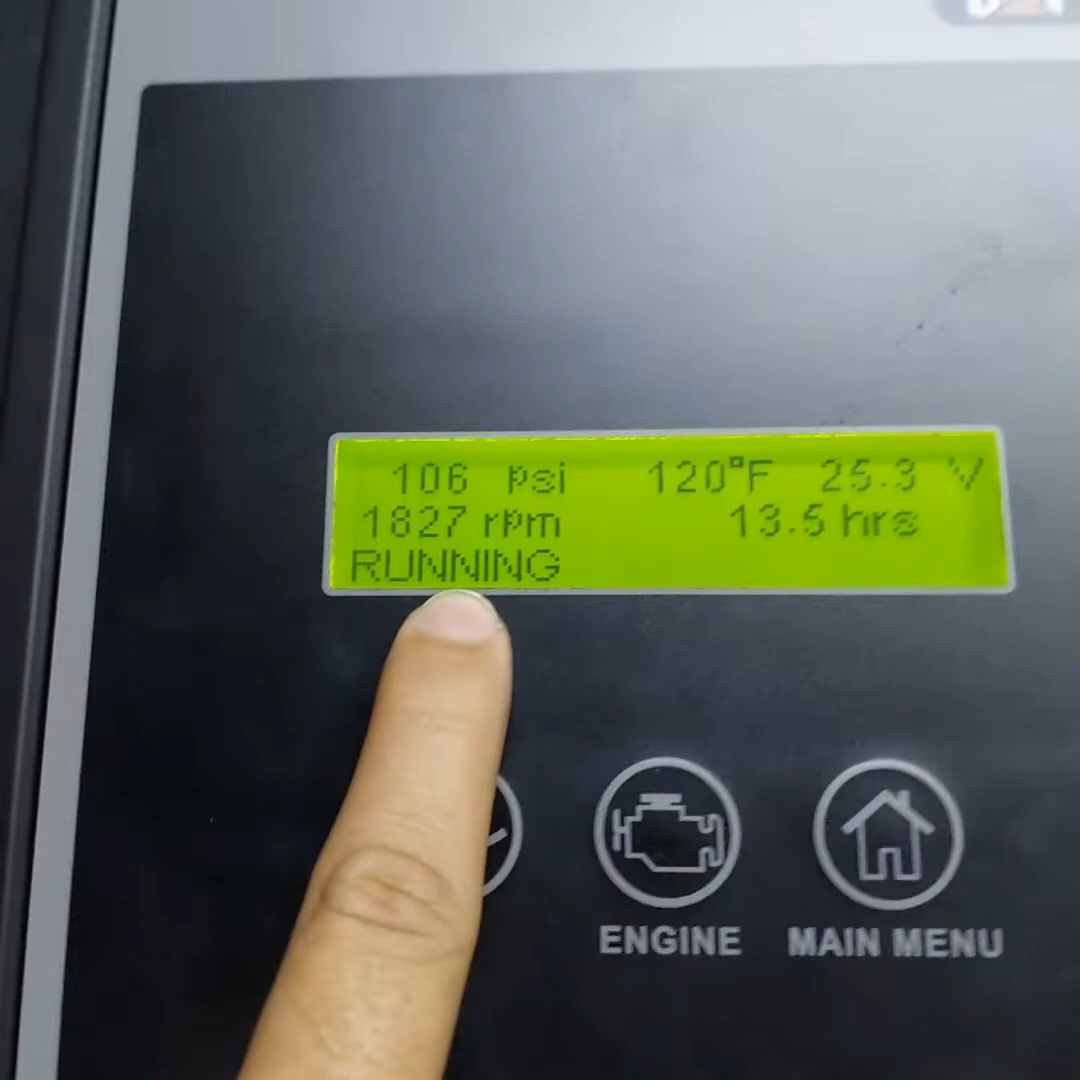 106 psi 120°F 25.3 V
1827 rpm 13.5 hrs
RUNNING
ENGINE MAIN MENU